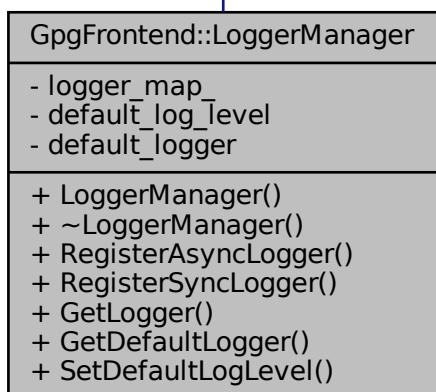 GpgFrontend::LoggerManager
- logger_map_
- default_log_level
- default_logger
+ LoggerManager()
+ ~LoggerManager()
+ RegisterAsyncLogger()
+ RegisterSyncLogger()
+ GetLogger()
+ GetDefaultLogger()
+ SetDefaultLogLevel()